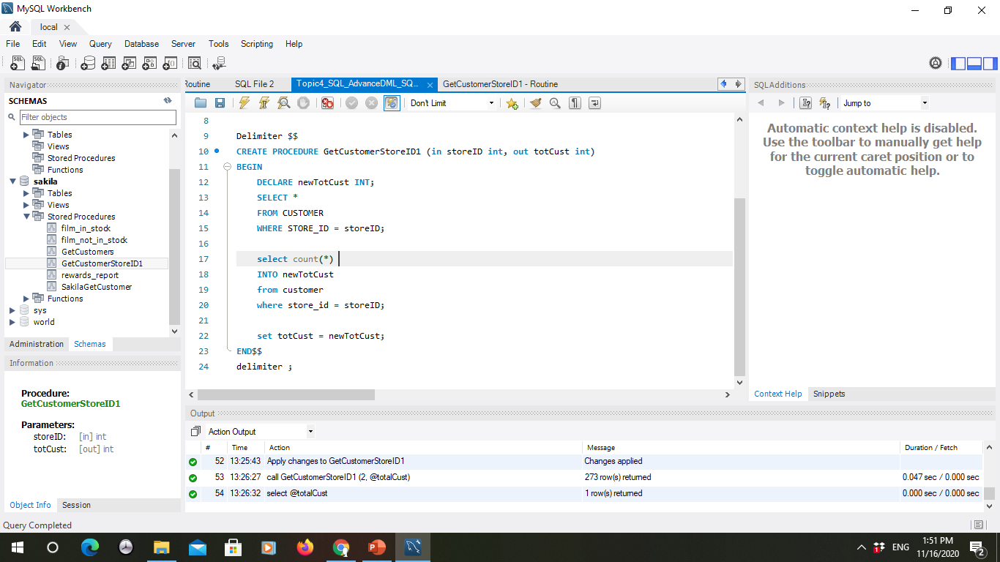 MySQL Workbench
local
File Edit View Query Database Server Tools Scripting Help
Navigator
SCHEMAS
Filter objects
Tables
Views
Stored Procedures
Functions
sakila
Tables
Views
Stored Procedures
film_in_stock
film_not_in_stock
GetCustomers
GetCustomerStoreID1
rewards_report
SakilaGetCustomer
Functions
sys
world
Administration Schemas
Information
Procedure:
GetCustomerStoreID1
Parameters:
storeID: [in] int
totCust: [out] int
Object Info Session
Routine SQL File 2 Topic4_SQL_AdvanceDML_SQ... GetCustomerStoreID1 - Routine
Don't Limit
8
9 Delimiter $$
10 CREATE PROCEDURE GetCustomerStoreID1 (in storeID int, out totCust int)
11 BEGIN
12 DECLARE newTotCust INT;
13 SELECT *
14 FROM CUSTOMER
15 WHERE STORE_ID = storeID;
16
17 select count(*)
18 INTO newTotCust
19 from customer
20 where store_id = storeID;
21
22 set totCust = newTotCust;
23 END$$
24 delimiter ;
SQLAdditions
Jump to
Automatic context help is disabled.
Use the toolbar to manually get help
for the current caret position or to
toggle automatic help.
Context Help Snippets
Output
Action Output
# Time Action Message Duration / Fetch
52 13:25:43 Apply changes to GetCustomerStoreID1 Changes applied
53 13:26:27 call GetCustomerStoreID1 (2, @totalCust) 273 row(s) returned 0.047 sec / 0.000 sec
54 13:26:32 select @totalCust 1 row(s) returned 0.000 sec / 0.000 sec
Query Completed
ENG
1:51 PM
11/16/2020
2